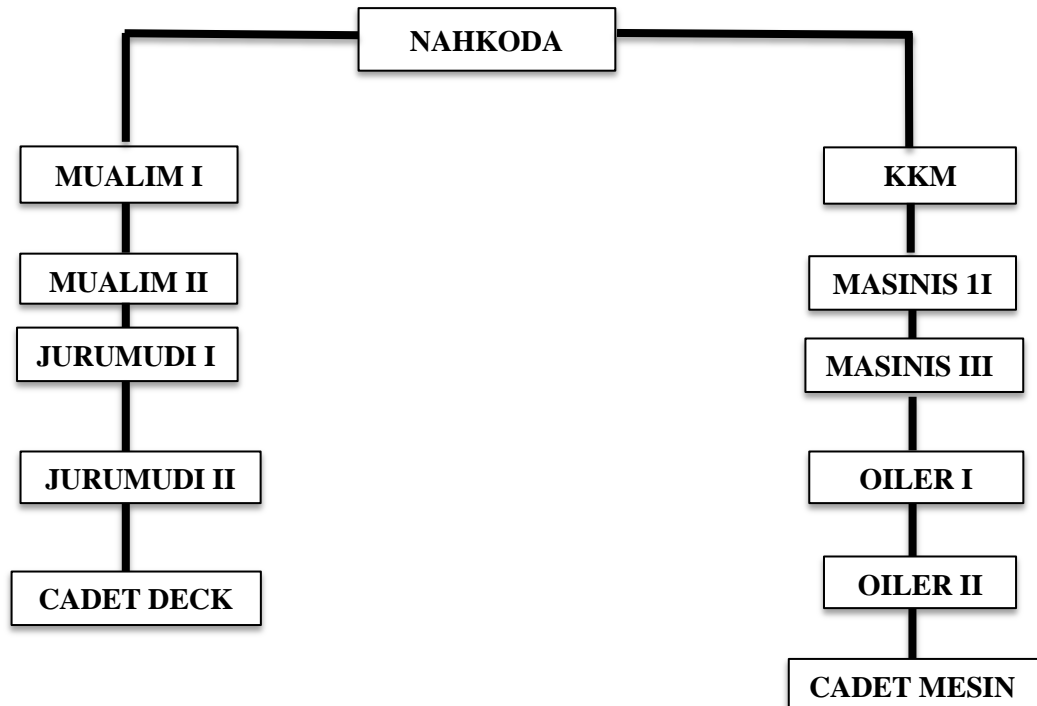 NAHKODA
MUALIM I
KKM
MUALIM II
MASINIS 1I
JURUMUDI I
MASINIS III
JURUMUDI II
OILER I
CADET DECK
OILER II
CADET MESIN